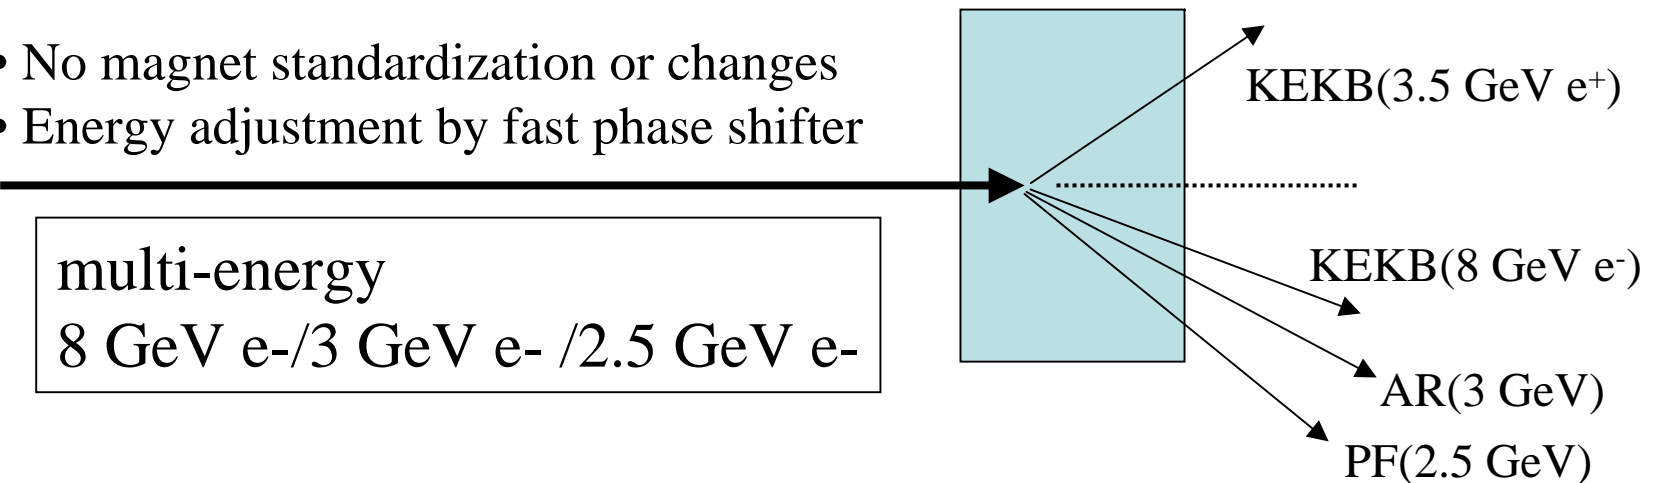 • No magnet standardization or changes
• Energy adjustment by fast phase shifter
multi-energy
8 GeV e-/3 GeV e- /2.5 GeV e-
KEKB(3.5 GeV e⁺)
KEKB(8 GeV e⁻)
AR(3 GeV)
PF(2.5 GeV)